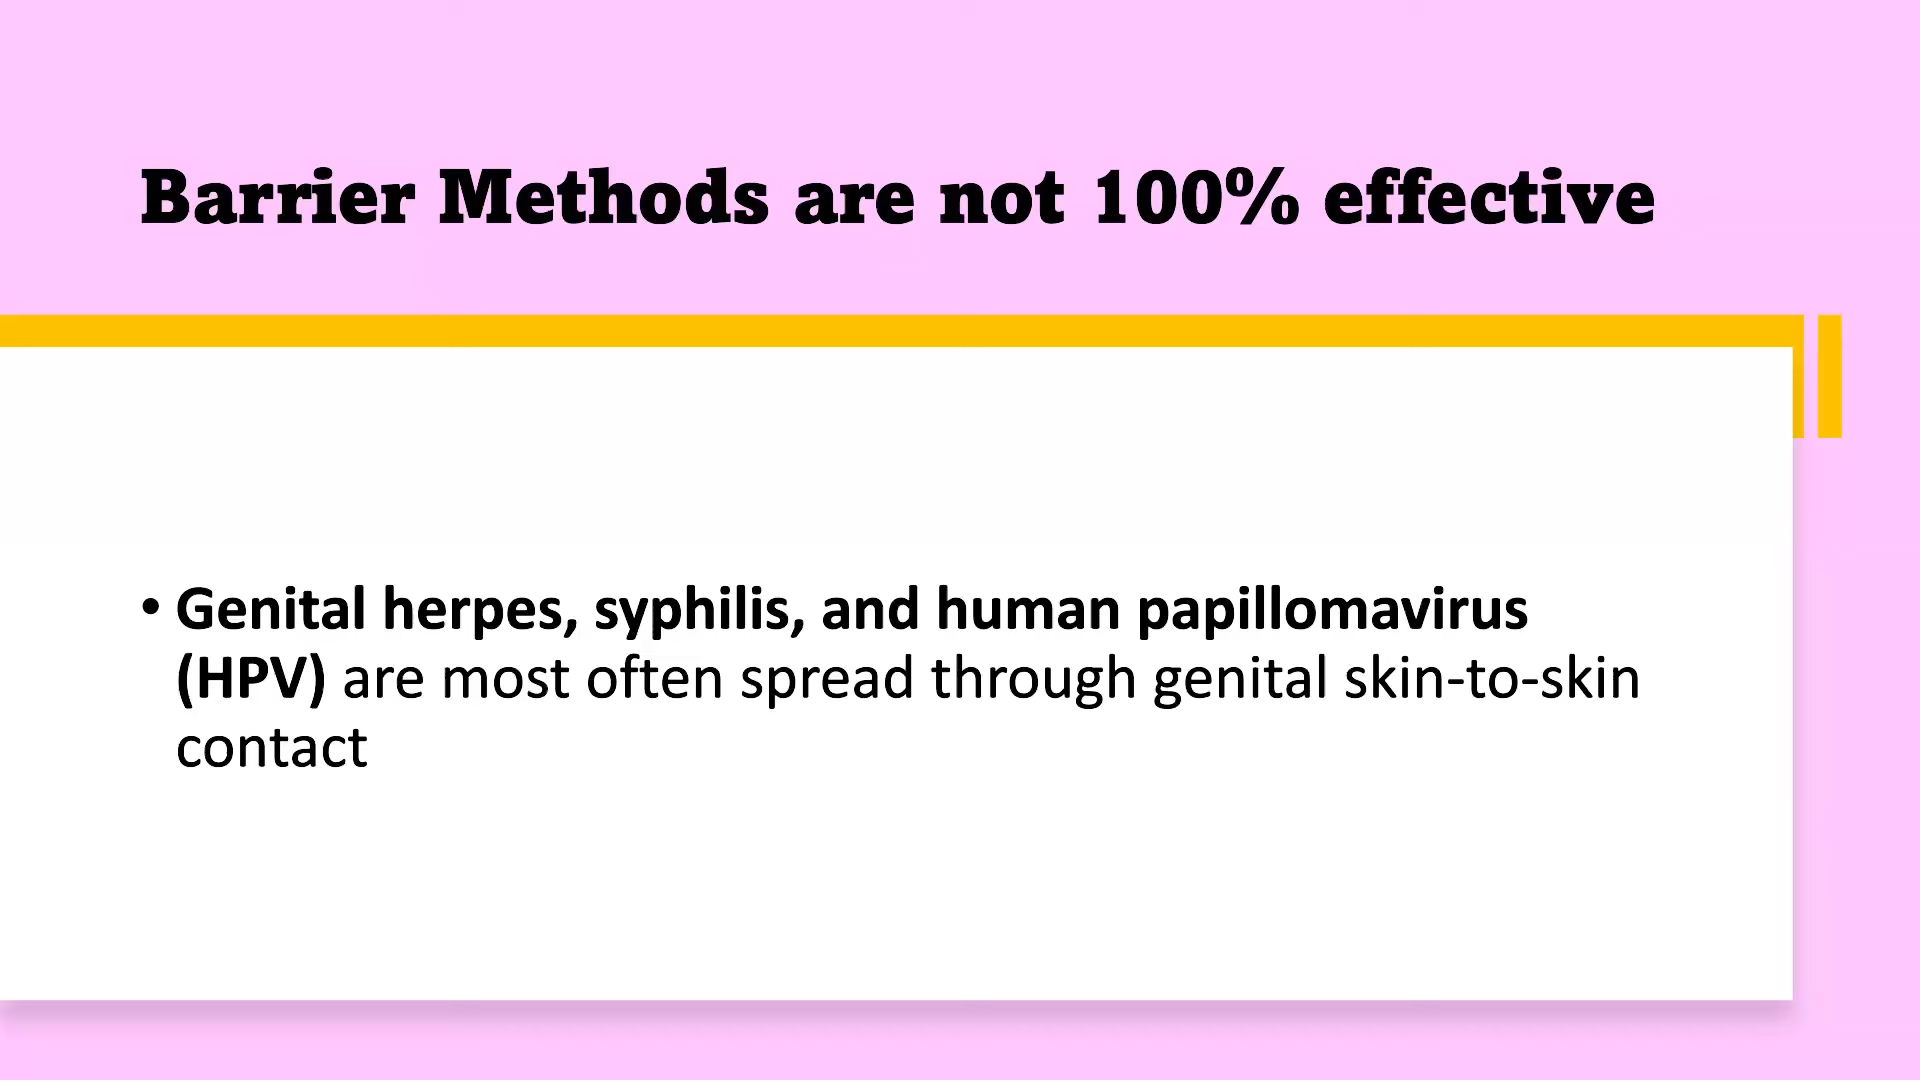 Barrier Methods are not 100% effective
• Genital herpes, syphilis, and human papillomavirus
(HPV) are most often spread through genital skin-to-skin
contact